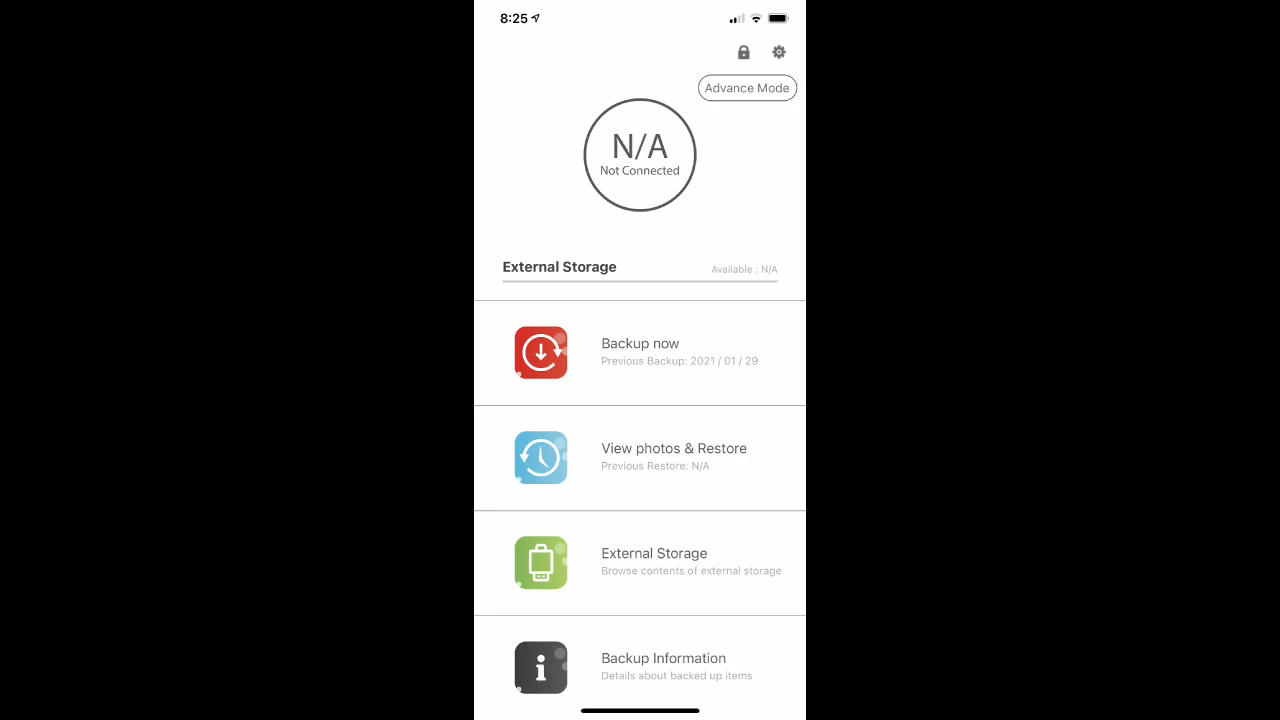 8:25
Advance Mode
N/A
Not Connected
External Storage
Available : N/A
Backup now
Previous Backup: 2021 / 01 / 29
View photos & Restore
Previous Restore: N/A
External Storage
Browse contents of external storage
Backup Information
Details about backed up items